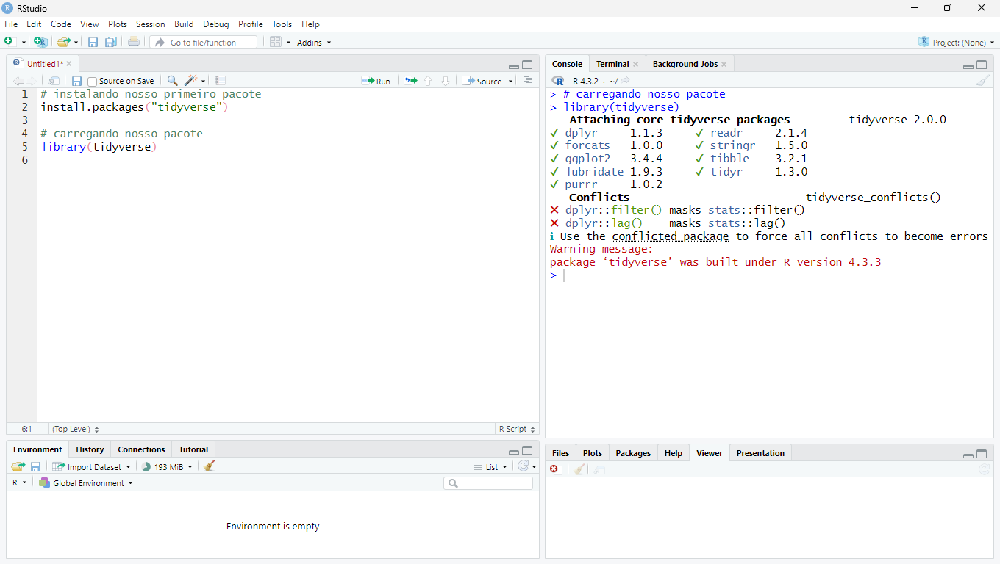 RStudio
File Edit Code View Plots Session Build Debug Profile Tools Help
Go to file/function Addins Project: (None)
Untitled1*
Source on Save Run Source
1 # instalando nosso primeiro pacote
2 install.packages("tidyverse")
3
4 # carregando nosso pacote
5 library(tidyverse)
6
6:1 (Top Level) R Script
Console Terminal Background Jobs
R 4.3.2 · ~/
> # carregando nosso pacote
> library(tidyverse)
── Attaching core tidyverse packages ─────── tidyverse 2.0.0 ──
✓ dplyr 1.1.3 ✓ readr 2.1.4
✓ forcats 1.0.0 ✓ stringr 1.5.0
✓ ggplot2 3.4.4 ✓ tibble 3.2.1
✓ lubridate 1.9.3 ✓ tidyr 1.3.0
✓ purrr 1.0.2
── Conflicts ───────────────────────── tidyverse_conflicts() ──
✗ dplyr::filter() masks stats::filter()
✗ dplyr::lag() masks stats::lag()
ℹ Use the conflicted package to force all conflicts to become errors
Warning message:
package ‘tidyverse’ was built under R version 4.3.3
>
Environment History Connections Tutorial
Import Dataset 193 MiB List
R Global Environment
Environment is empty
Files Plots Packages Help Viewer Presentation